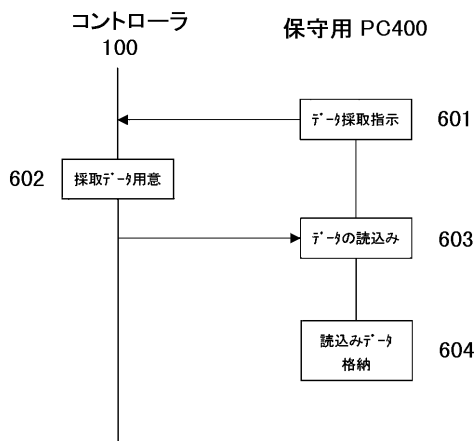 コントローラ
100
保守用 PC400
ﾃﾞｰﾀ採取指示
601
602
採取ﾃﾞｰﾀ用意
ﾃﾞｰﾀの読込み
603
読込みﾃﾞｰﾀ
格納
604